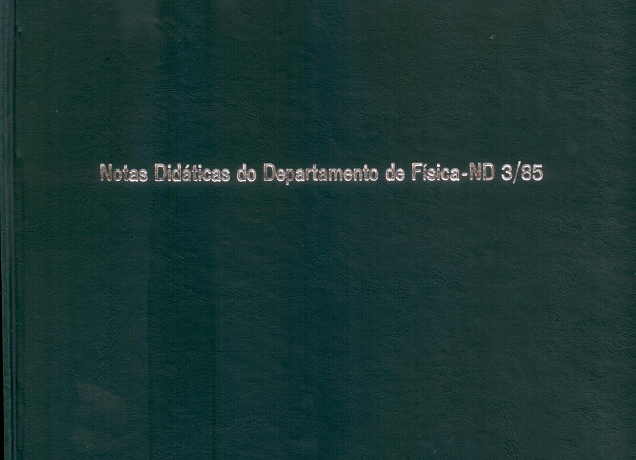 Notas Didáticas do Departamento de Física-ND 3/85